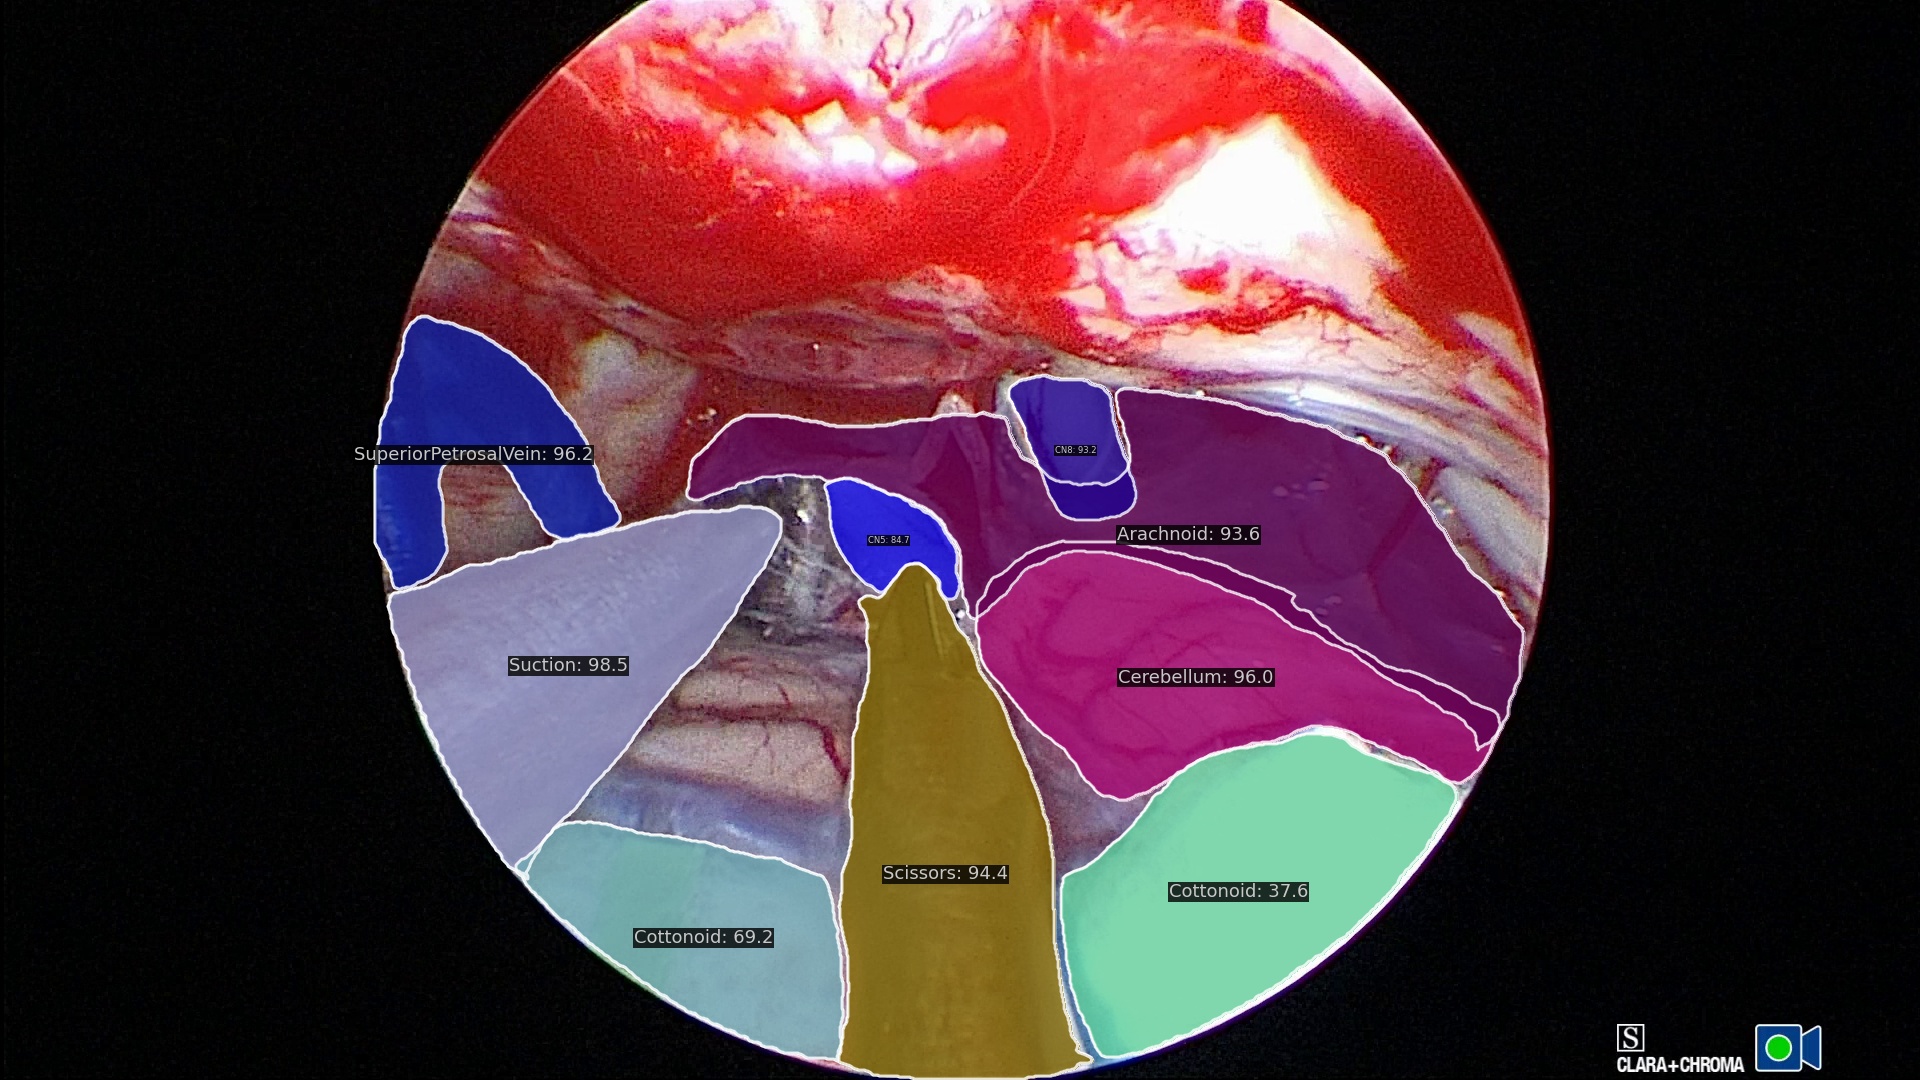 SuperiorPetrosalVein: 96.2
CN8: 93.2
Arachnoid: 93.6
CN5: 84.7
Suction: 98.5
Cerebellum: 96.0
Scissors: 94.4
Cottonoid: 37.6
Cottonoid: 69.2
S
CLARA+CHROMA